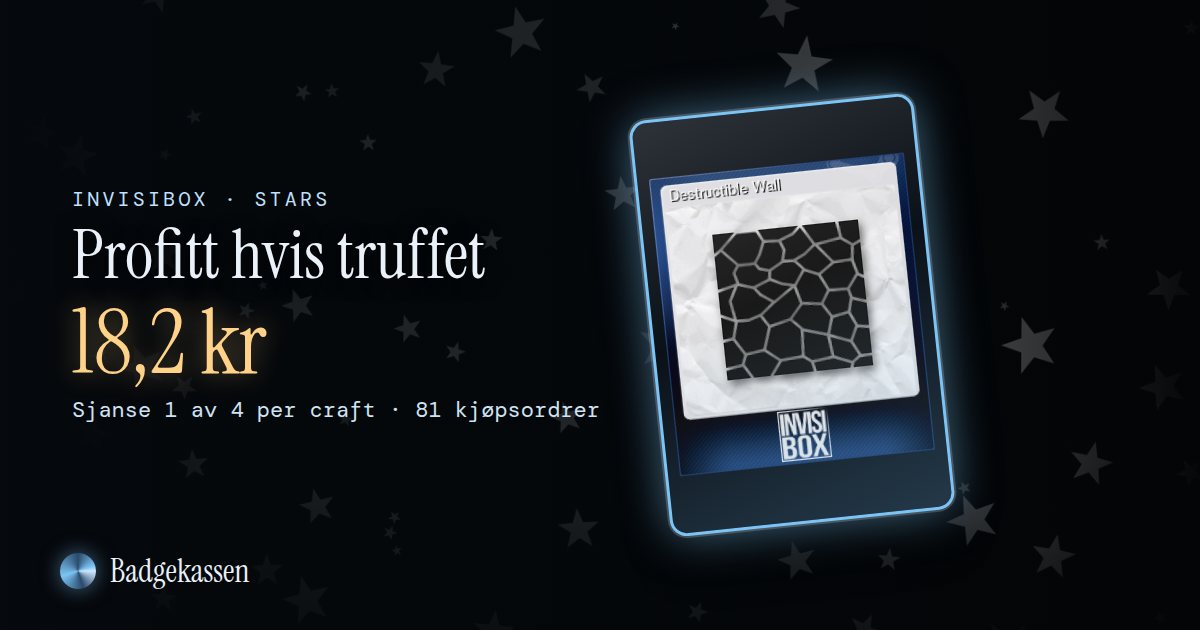 INVISIBOX · STARS
Profitt hvis truffet
18,2 kr
Sjanse 1 av 4 per craft · 81 kjøpsordrer
Badgekassen
Destructible Wall
INVISI
BOX